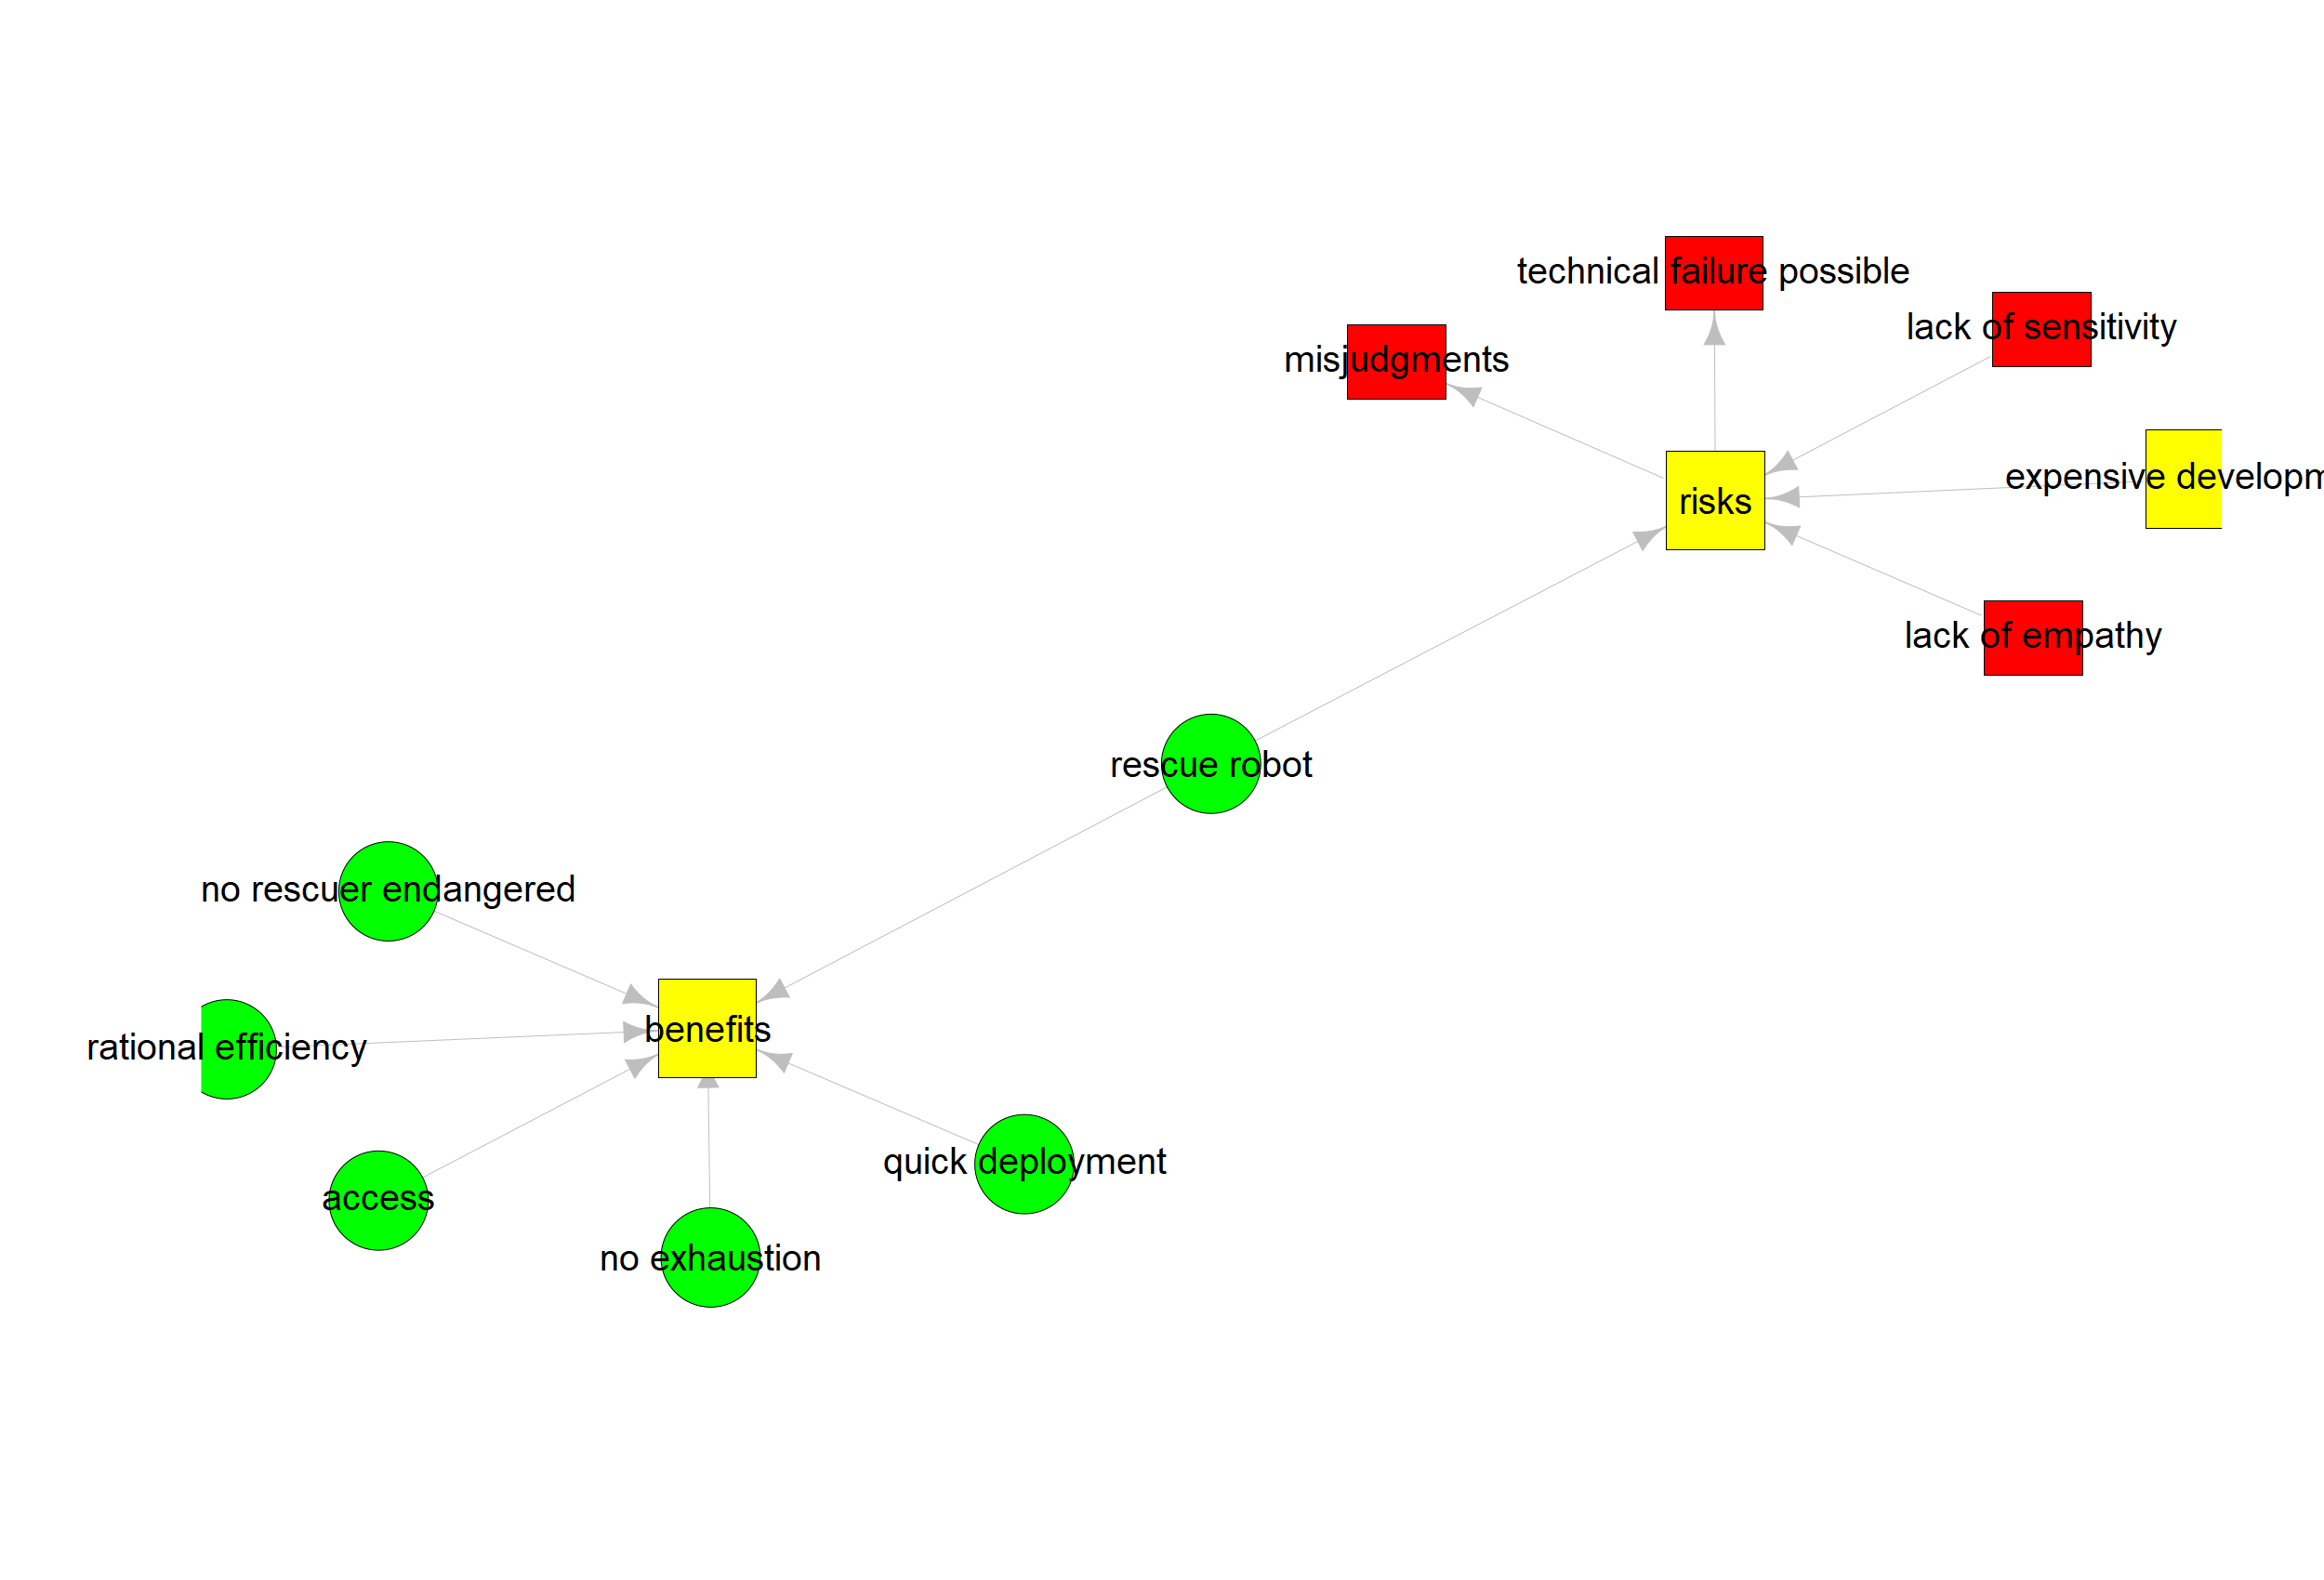 technical failure possible
lack of sensitivity
misjudgments
expensive developm
risks
lack of empathy
rescue robot
no rescuer endangered
benefits
rational efficiency
quick deployment
access
no exhaustion